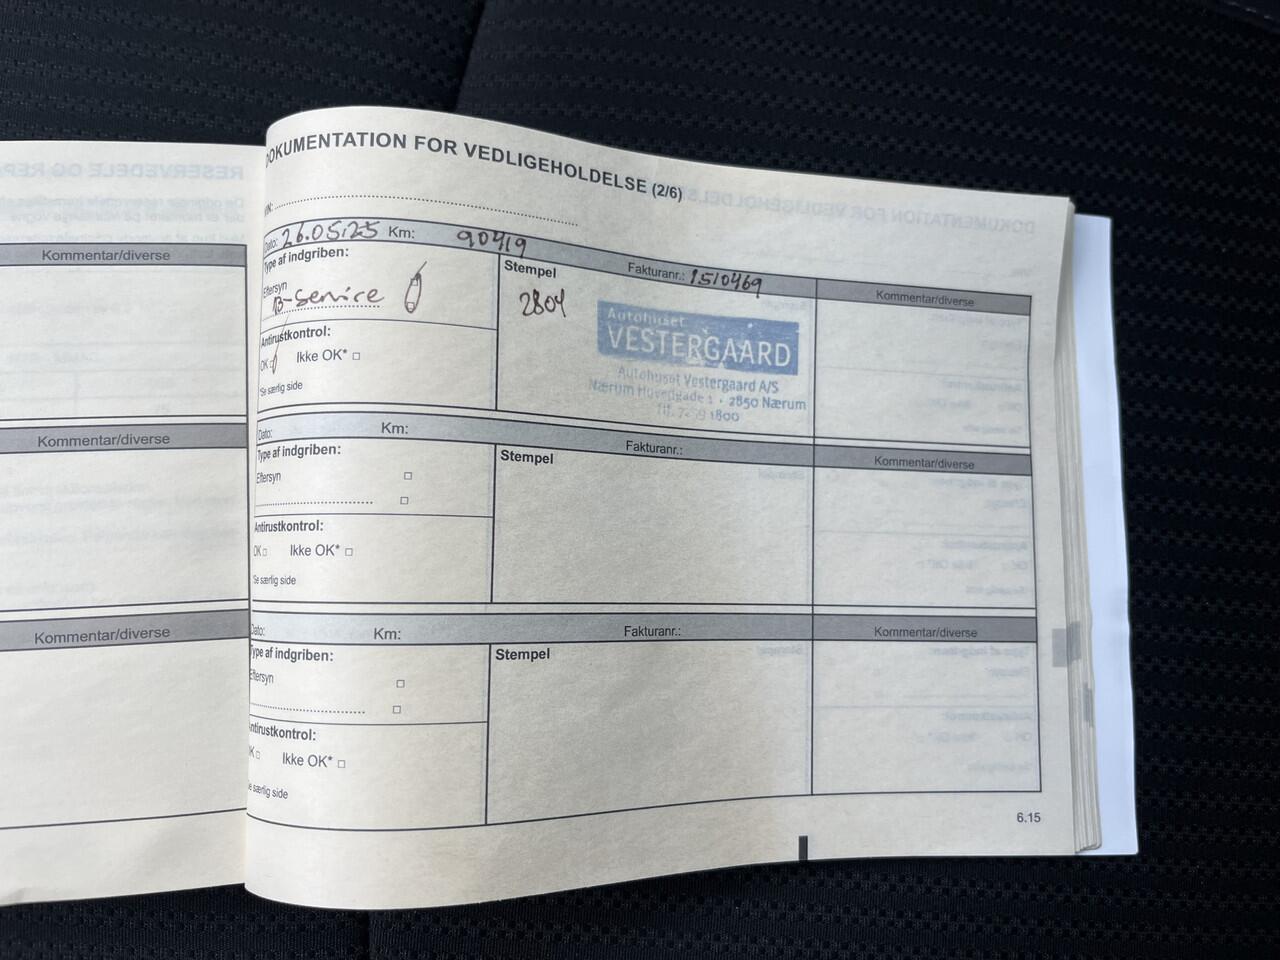 Kommentar/diverse
Kommentar/diverse
Kommentar/diverse
DOKUMENTATION FOR VEDLIGEHOLDELSE (2/6)
VIN:
Dato: 26.05.25 Km: 90419 Fakturanr.: 1510469
Kommentar/diverse
Type af indgriben:
Eftersyn
B-service
Antirustkontrol:
OK □ Ikke OK* □
*Se særlig side
Stempel
2804
Autohuset
VESTERGAARD
Autohuset Vestergaard A/S
Nærum Hovedgade 1 · 2850 Nærum
1800
Dato: Km: Fakturanr.:
Kommentar/diverse
Type af indgriben:
Eftersyn □
□
Antirustkontrol:
OK □ Ikke OK* □
*Se særlig side
Stempel
Dato: Km: Fakturanr.:
Kommentar/diverse
Type af indgriben:
Eftersyn □
□
Antirustkontrol:
OK □ Ikke OK* □
*Se særlig side
Stempel
6.15